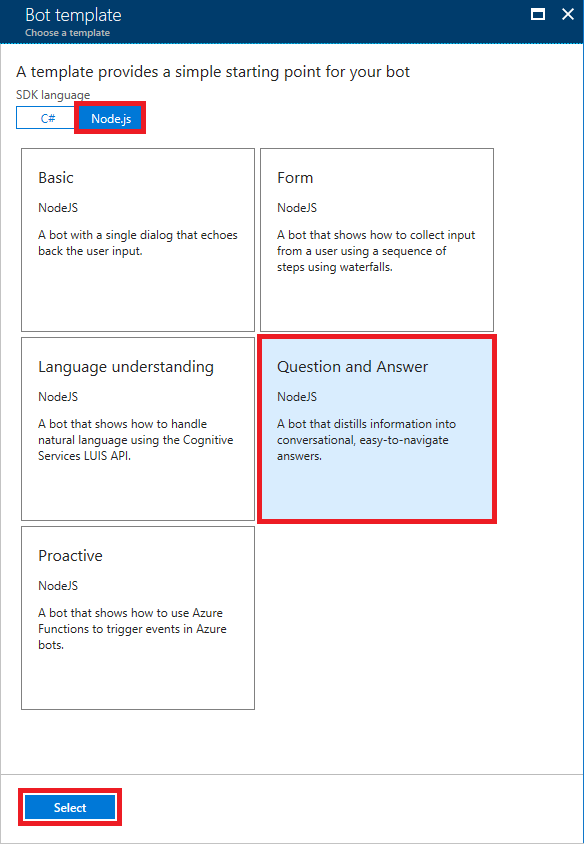 Bot template
Choose a template
A template provides a simple starting point for your bot
SDK language
C#
Node.js
Basic
NodeJS
A bot with a single dialog that echoes
back the user input.
Form
NodeJS
A bot that shows how to collect input
from a user using a sequence of
steps using waterfalls.
Language understanding
NodeJS
A bot that shows how to handle
natural language using the Cognitive
Services LUIS API.
Question and Answer
NodeJS
A bot that distills information into
conversational, easy-to-navigate
answers.
Proactive
NodeJS
A bot that shows how to use Azure
Functions to trigger events in Azure
bots.
Select